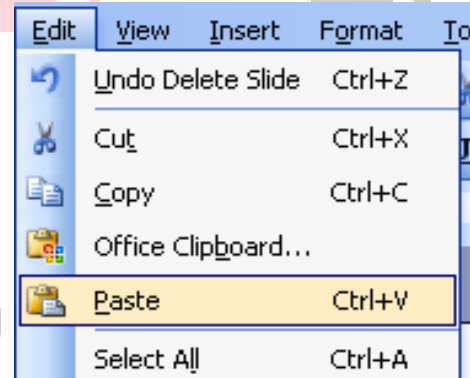 Edit View Insert Format To
Undo Delete Slide Ctrl+Z
Cut Ctrl+X
Copy Ctrl+C
Office Clipboard...
Paste Ctrl+V
Select All Ctrl+A